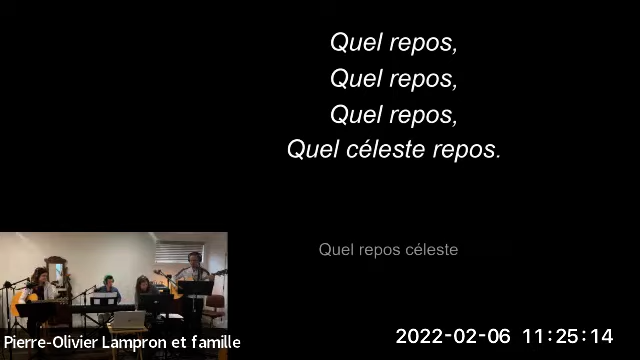 Quel repos,
Quel repos,
Quel repos,
Quel céleste repos.
Quel repos céleste
Pierre-Olivier Lampron et famille
2022-02-06 11:25:14